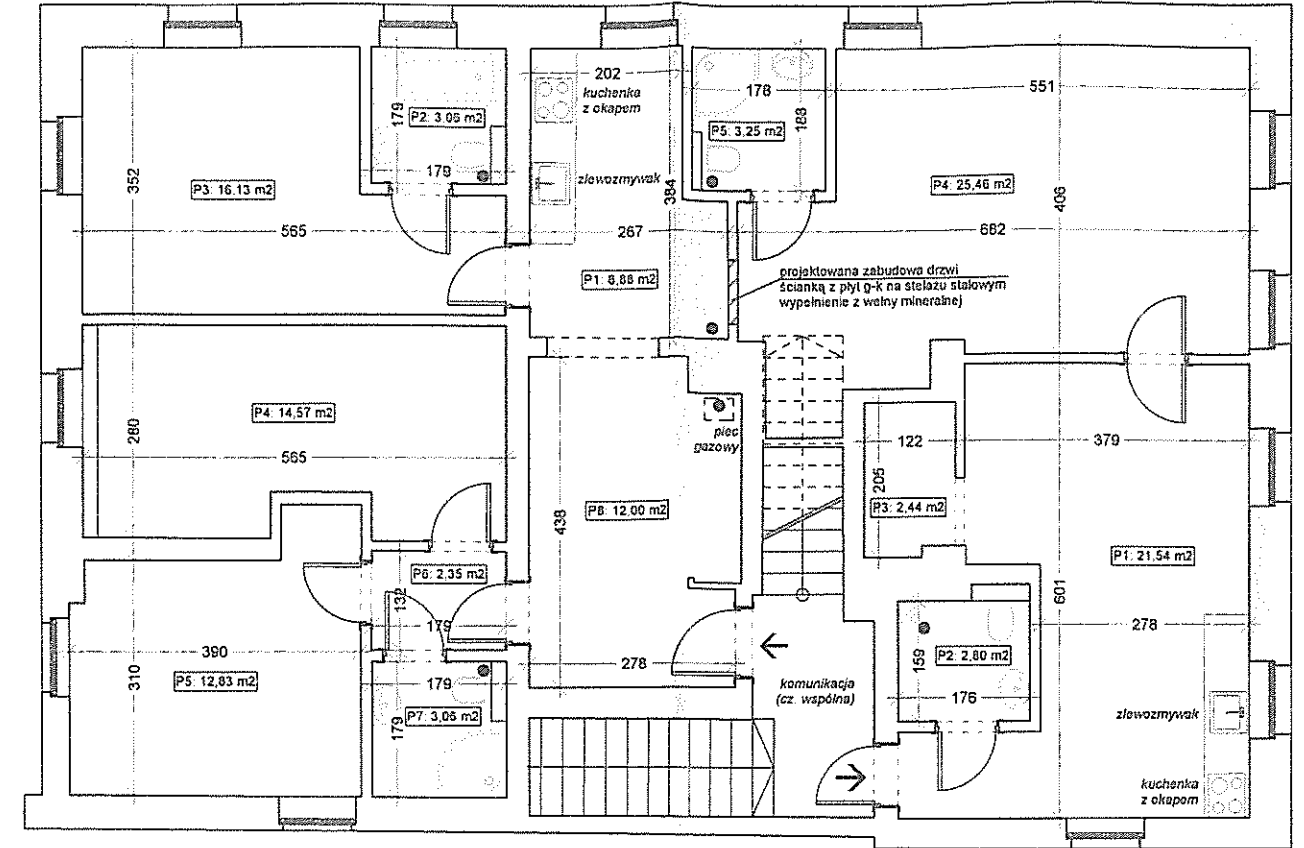 202
kuchenka
z okapem
179
P2: 3,06 m2
179
178
188
P5: 3,25 m2
551
352
P3: 16.13 m2
zlewozmywak
384
P4: 25,46 m2
406
565
267
682
P1: 8,88 m2
projektowana zabudowa drzwi
ścianką z płyt g-k na stelażu stalowym
wypełnienie z wełny mineralnej
P4: 14,57 m2
280
565
piec
gazowy
122
379
205
P3: 2,44 m2
438
P8: 12,00 m2
P1: 21,54 m2
P6: 2,35 m2
132
179
601
278
390
310
P5: 12,83 m2
278
159
P2: 2,80 m2
176
179
P7: 3,06 m2
179
komunikacja
(cz. wspólna)
zlewozmywak
kuchenka
z okapem